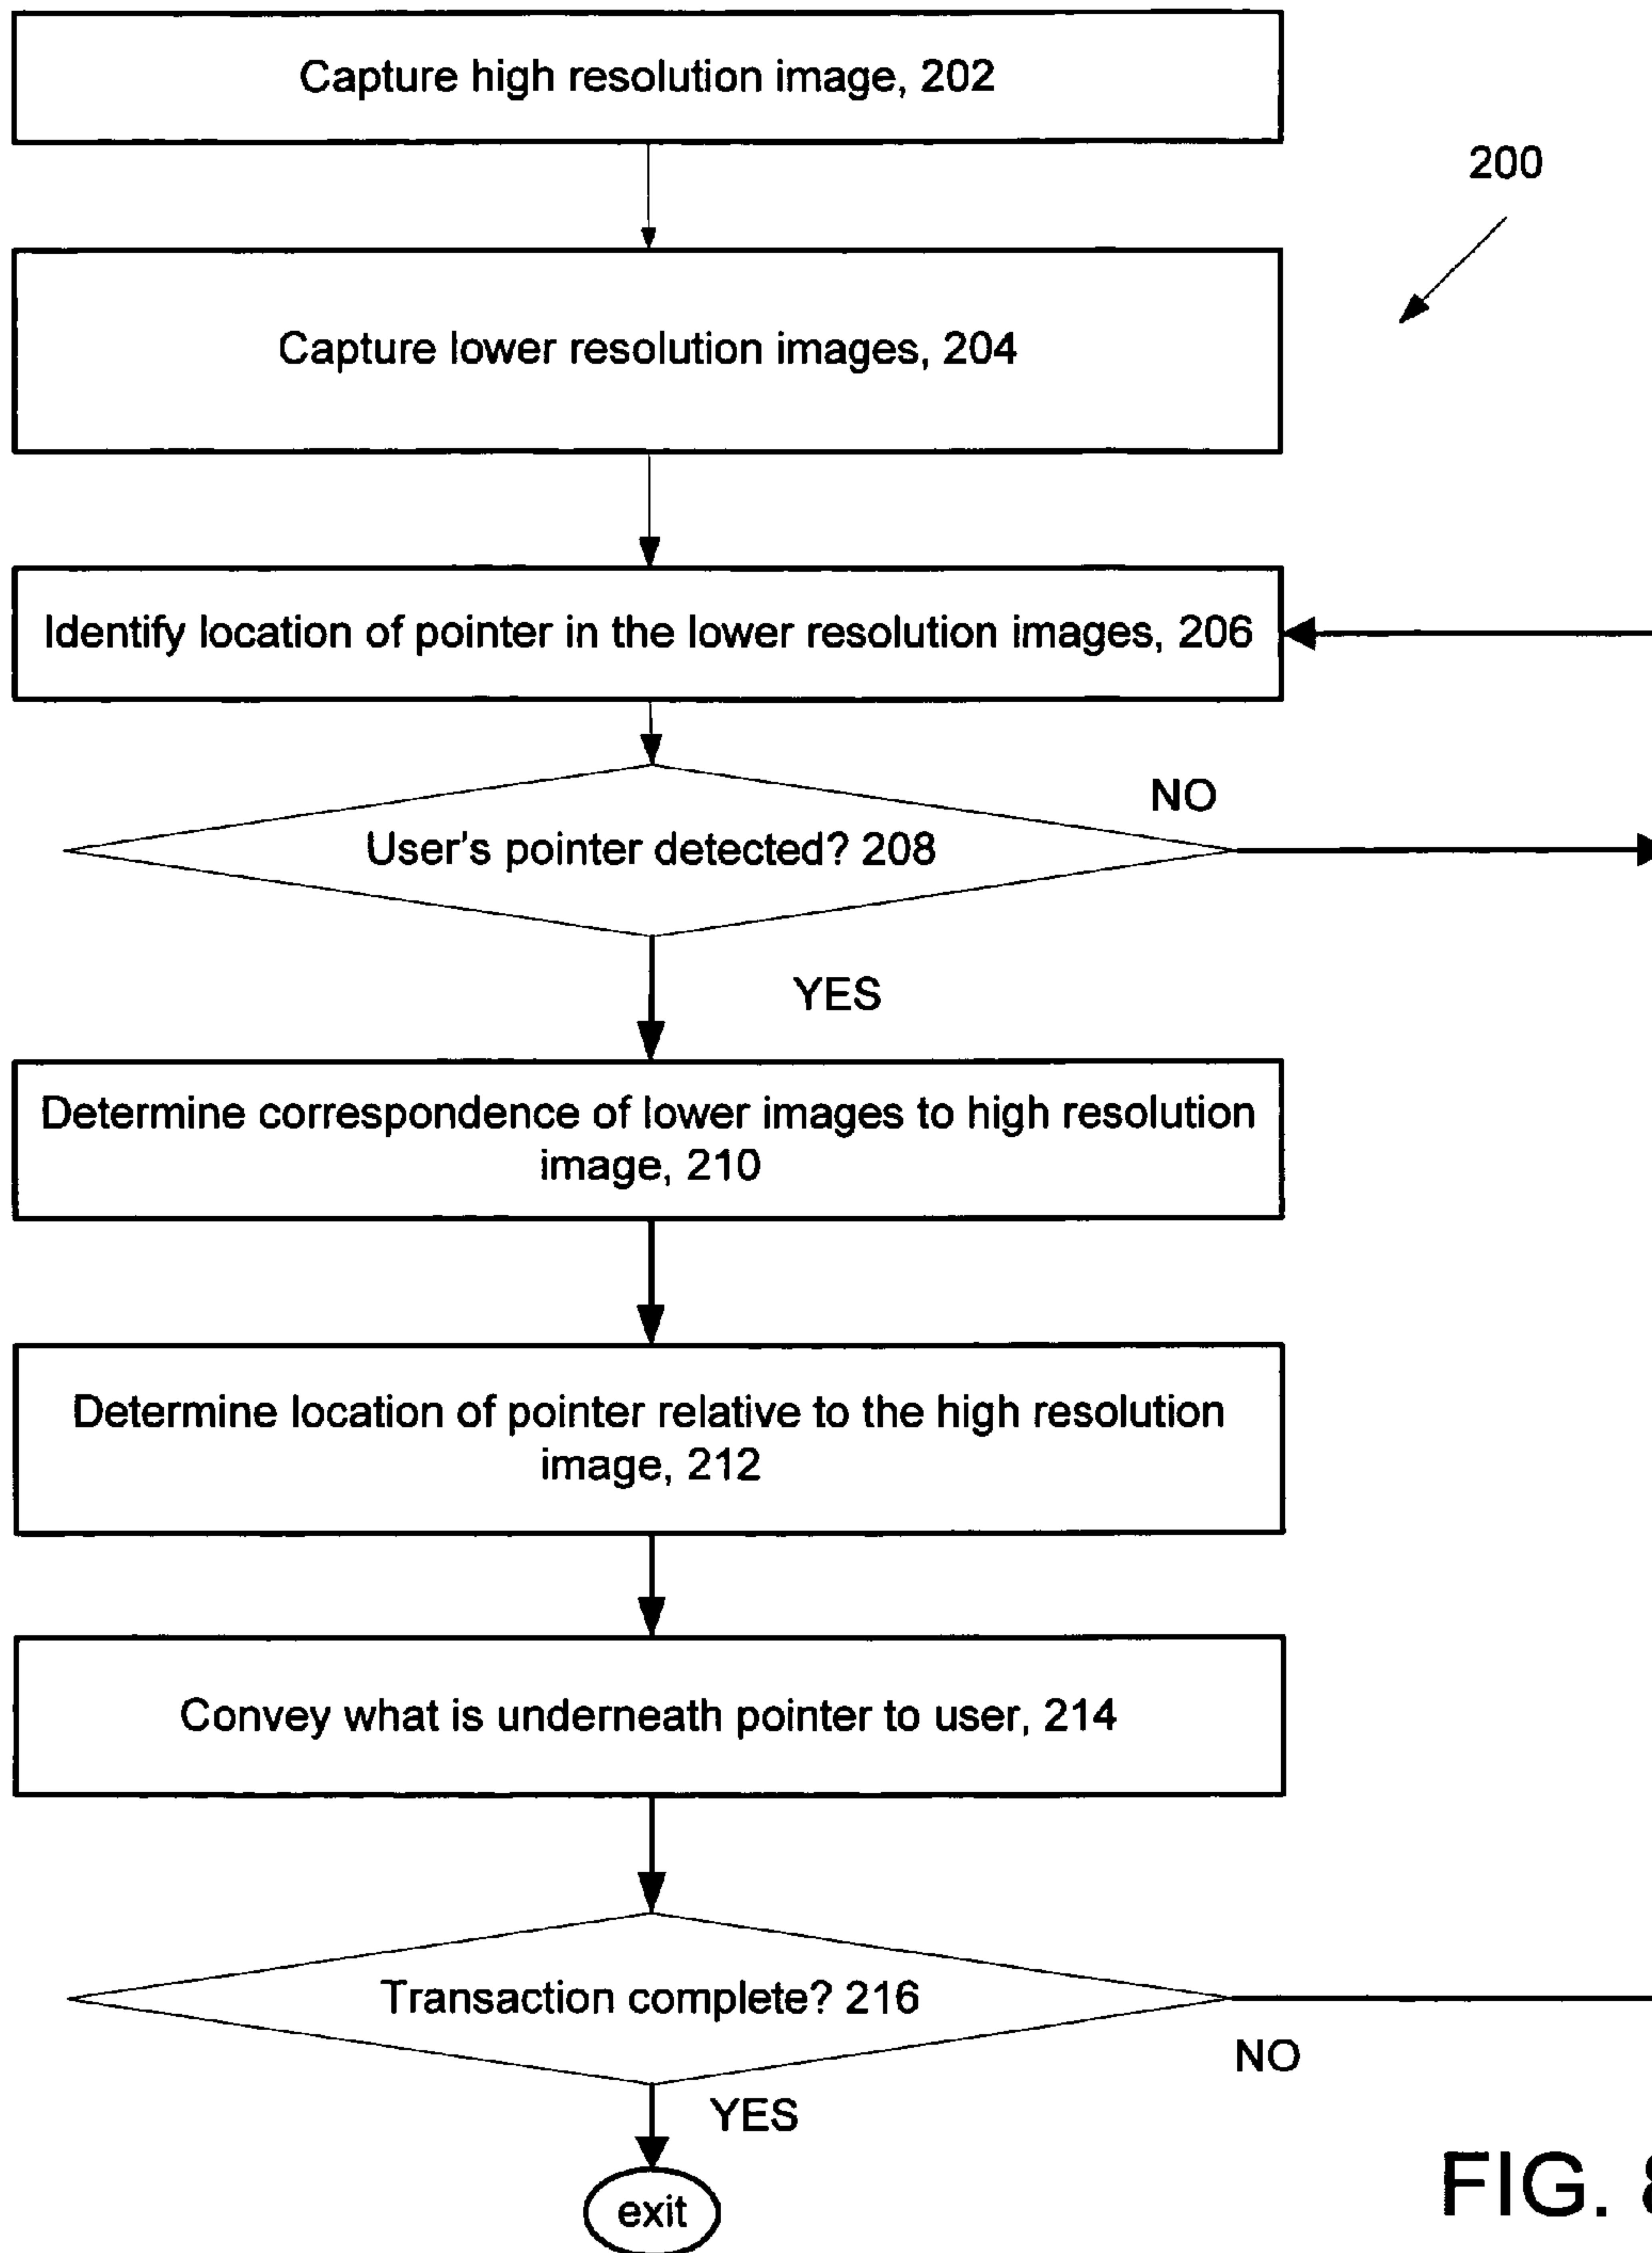 Capture high resolution image, 202
200
Capture lower resolution images, 204
Identify location of pointer in the lower resolution images, 206
NO
User's pointer detected? 208
YES
Determine correspondence of lower images to high resolution
image, 210
Determine location of pointer relative to the high resolution
image, 212
Convey what is underneath pointer to user, 214
Transaction complete? 216
NO
YES
exit
FIG. 8